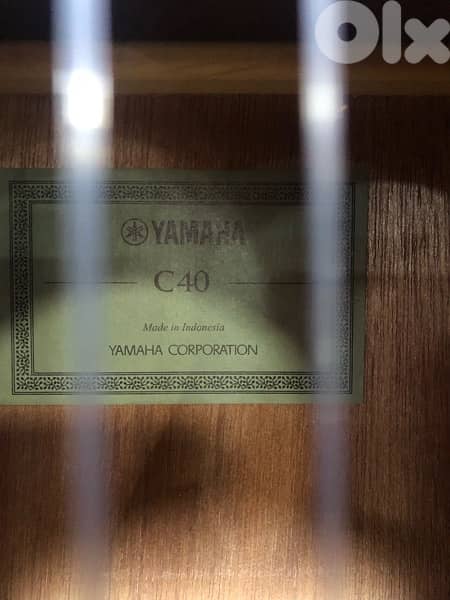 Olx
YAMAHA
C40
Made in Indonesia
YAMAHA CORPORATION